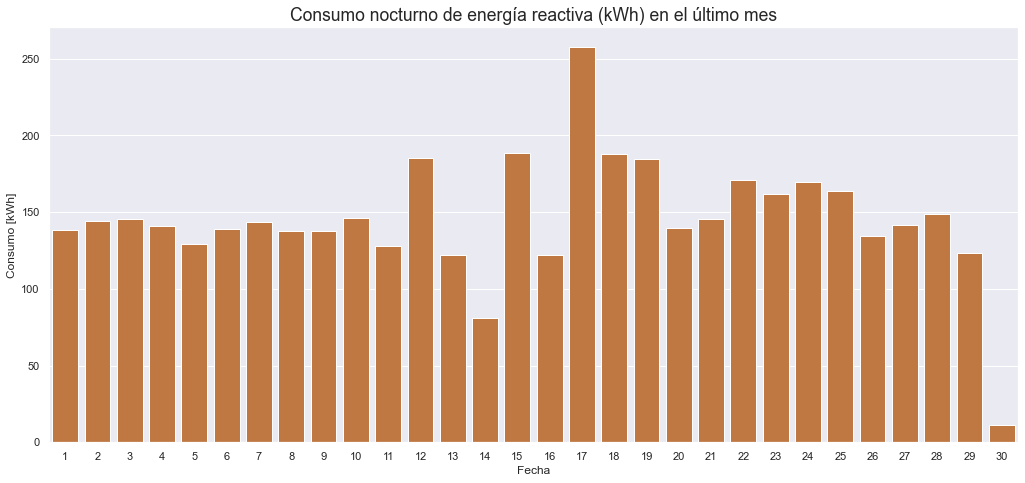 Consumo nocturno de energía reactiva (kWh) en el último mes
250
200
150
100
50
0
Consumo [kWh]
1 2 3 4 5 6 7 8 9 10 11 12 13 14 15 16 17 18 19 20 21 22 23 24 25 26 27 28 29 30
Fecha